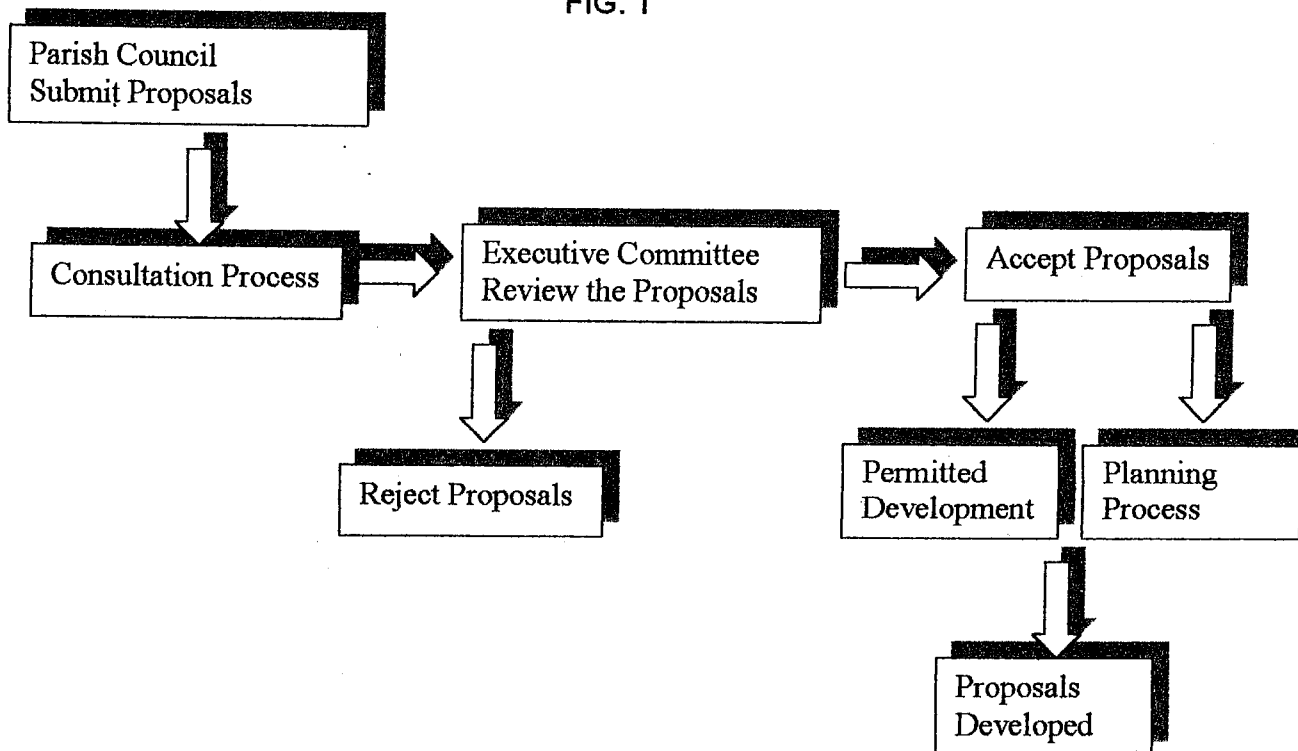 FIG. 1
Parish Council
Submit Proposals
Consultation Process
Executive Committee
Review the Proposals
Accept Proposals
Reject Proposals
Permitted
Development
Planning
Process
Proposals
Developed